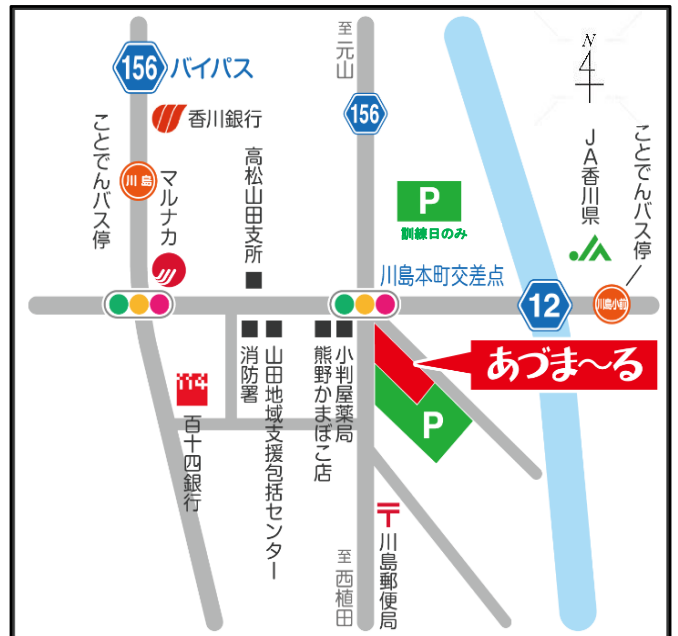 至元山
156 バイパス
N
香川銀行
156
ことでんバス停
川島
マルナカ
高松山田支所
JA香川県
ことでんバス停
P
訓練日のみ
川島本町交差点
12
川島小前
あづま～る
114
百十四銀行
消防署
山田地域支援包括センター
熊野かまぼこ店
小判屋薬局
P
〒
川島郵便局
至西植田